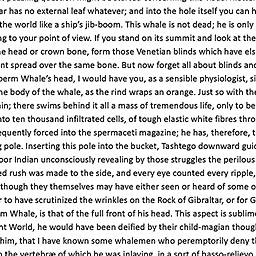 ar has no external leaf whatever; and into the hole itself you can h
the world like a ship's jib-boom. This whale is not dead; he is only
ng to your point of view. If you stand on its summit and look at the
he head or crown bone, form those Venetian blinds which have els
nt spread over the same bone. But now forget all about blinds and
perm Whale's head, I would have you, as a sensible physiologist, si
he body of the whale, as the rind wraps an orange. Just so with the
in; there swims behind it all a mass of tremendous life, only to be
to ten thousand infiltrated cells, of tough elastic white fibres thro
equently forced into the spermaceti magazine; he has, therefore, t
g pole. Inserting this pole into the bucket, Tashtego downward guid
oor Indian unconsciously revealing by those struggles the perilous
ed rush was made to the side, and every eye counted every ripple,
though they themselves may have either seen or heard of some o
r to have scrutinized the wrinkles on the Rock of Gibraltar, or for G
m Whale, is that of the full front of his head. This aspect is sublim
nt World, he would have been deified by their child-magian thoug
him, that I have known some whalemen who peremptorily deny th
n the vertebræ of which he was inlaying, in a sort of basso-relievo